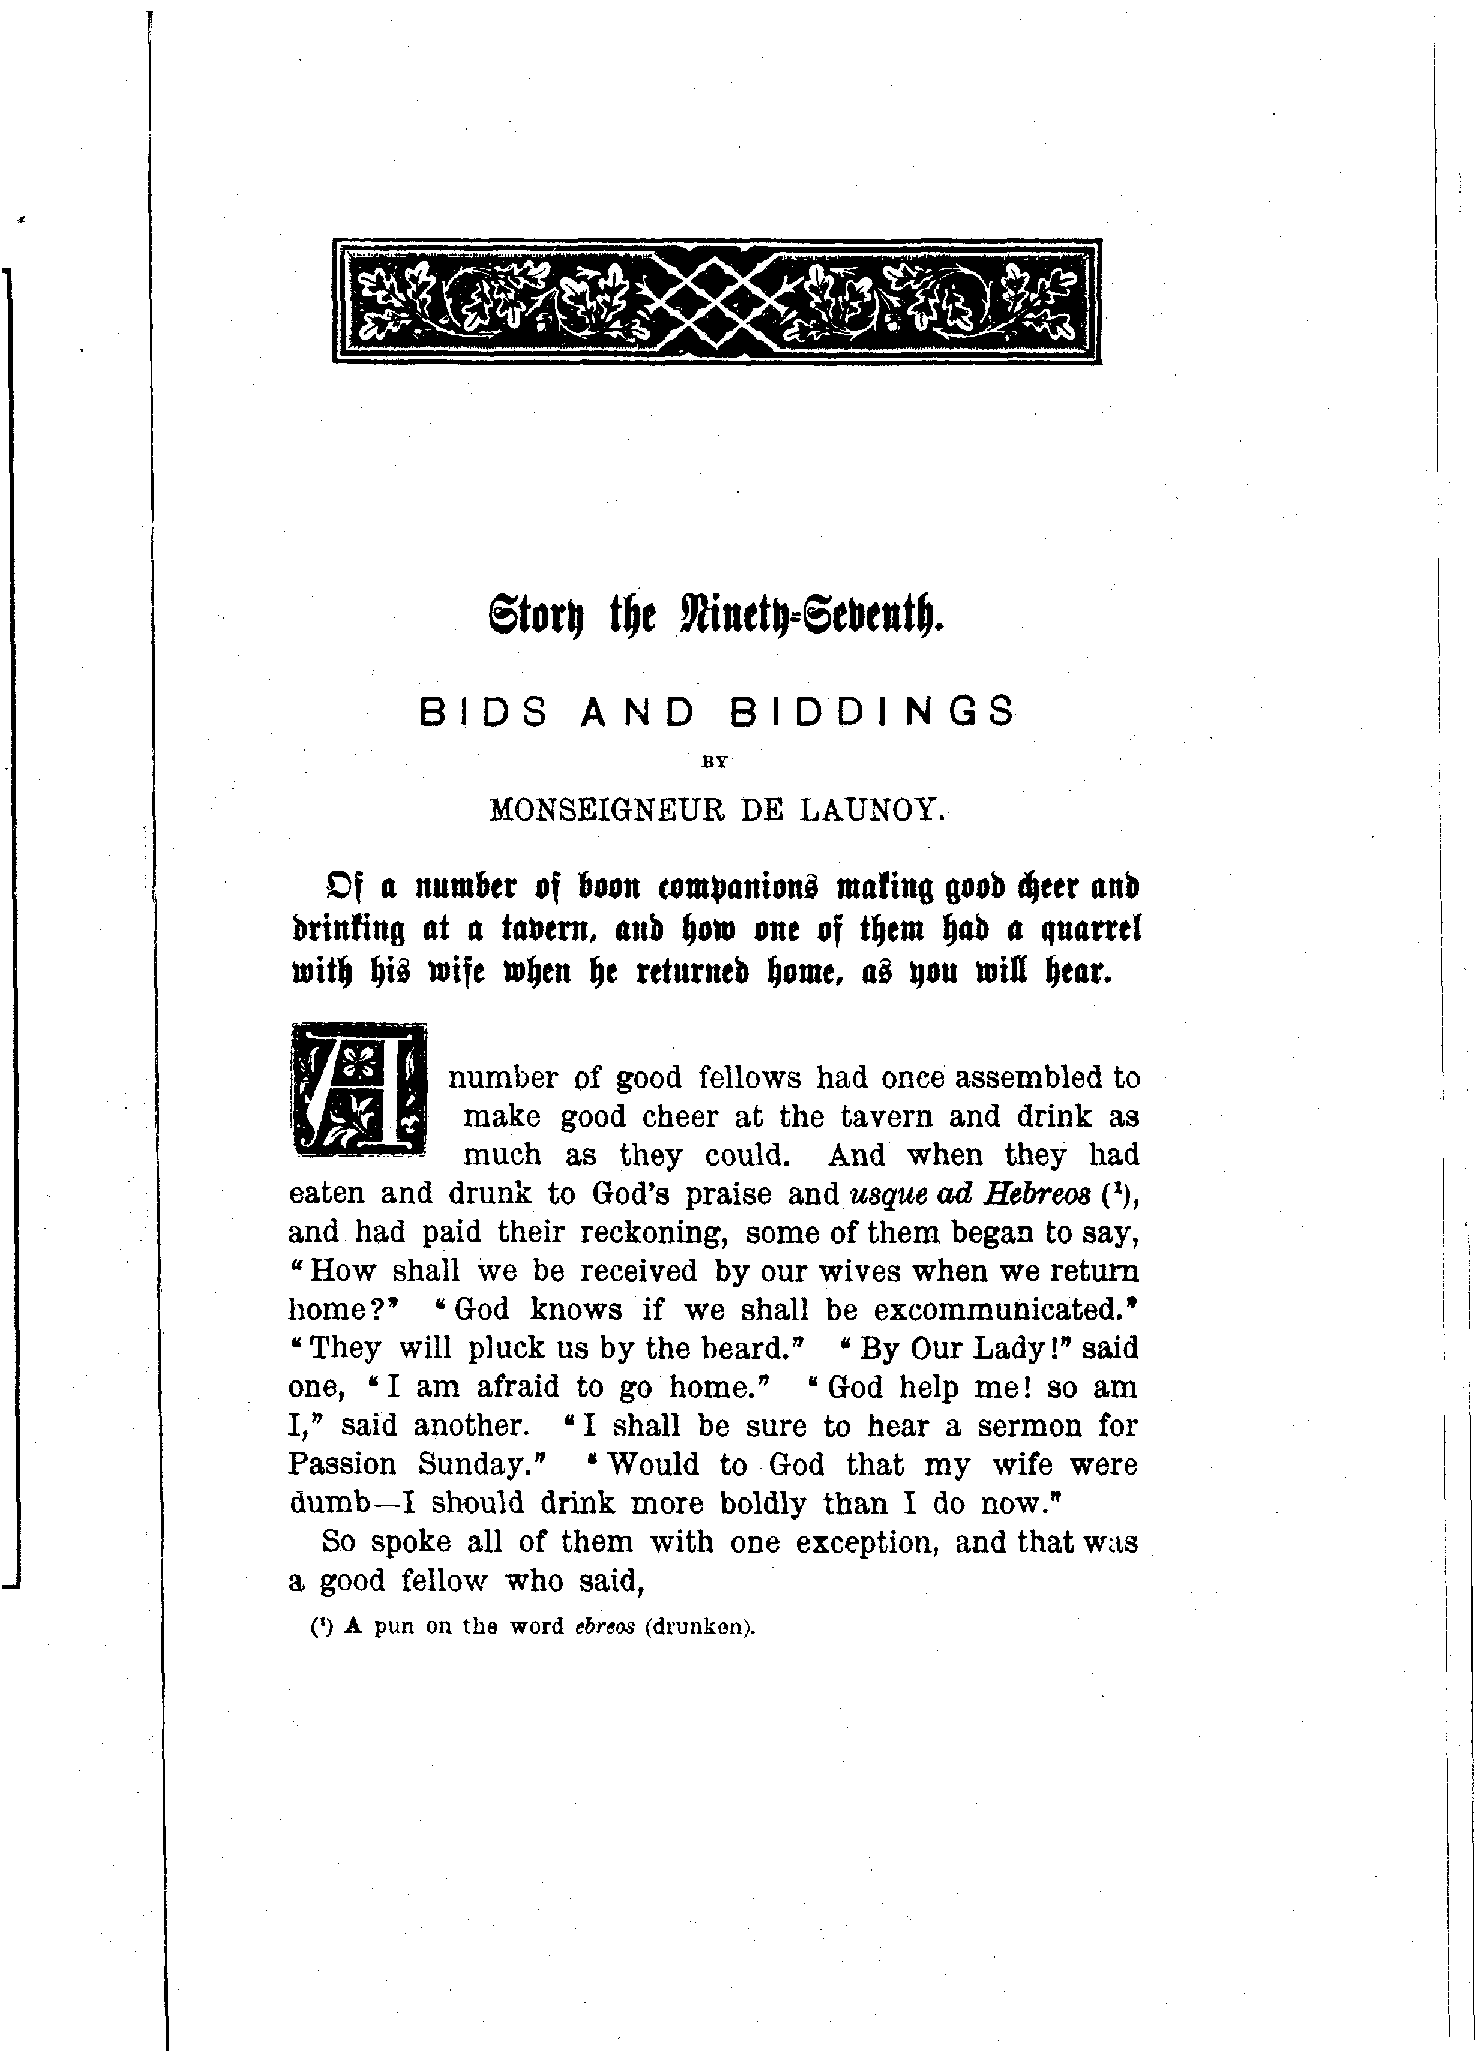 Story the Ninety-Seventh.
BIDS AND BIDDINGS
BY
MONSEIGNEUR DE LAUNOY.
Of a number of boon companions making good cheer and
drinking at a tavern, and how one of them had a quarrel
with his wife when he returned home, as you will hear.
A number of good fellows had once assembled to
make good cheer at the tavern and drink as
much as they could. And when they had
eaten and drunk to God's praise and usque ad Hebreos (¹),
and had paid their reckoning, some of them began to say,
"How shall we be received by our wives when we return
home?" "God knows if we shall be excommunicated."
"They will pluck us by the beard." "By Our Lady!" said
one, "I am afraid to go home." "God help me! so am
I," said another. "I shall be sure to hear a sermon for
Passion Sunday." "Would to God that my wife were
dumb—I should drink more boldly than I do now."
So spoke all of them with one exception, and that was
a good fellow who said,
(¹) A pun on the word ebreos (drunken).